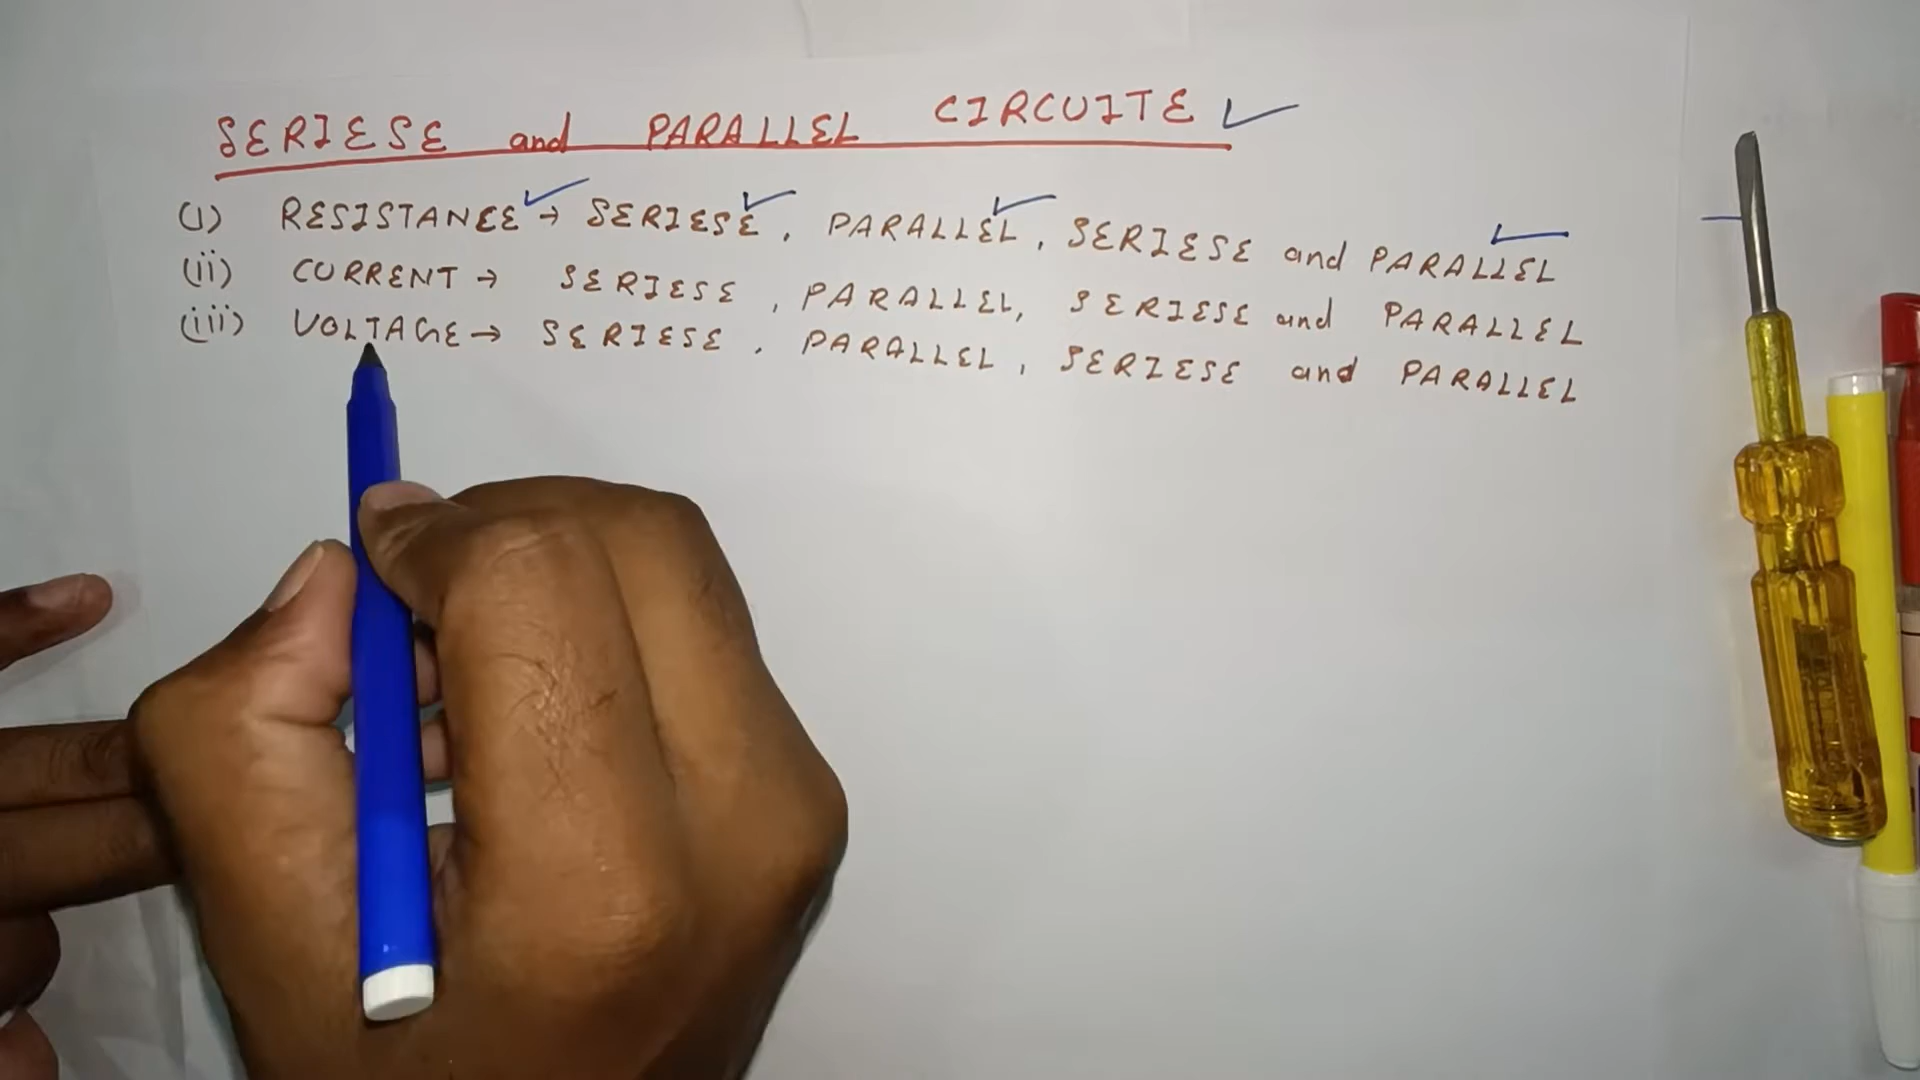 SERIESE and PARALLEL CIRCUITE
(i) RESISTANCE → SERIESE, PARALLEL, SERIESE and PARALLEL
(ii) CURRENT → SERIESE, PARALLEL, SERIESE and PARALLEL
(iii) VOLTAGE → SERIESE, PARALLEL, SERIESE and PARALLEL